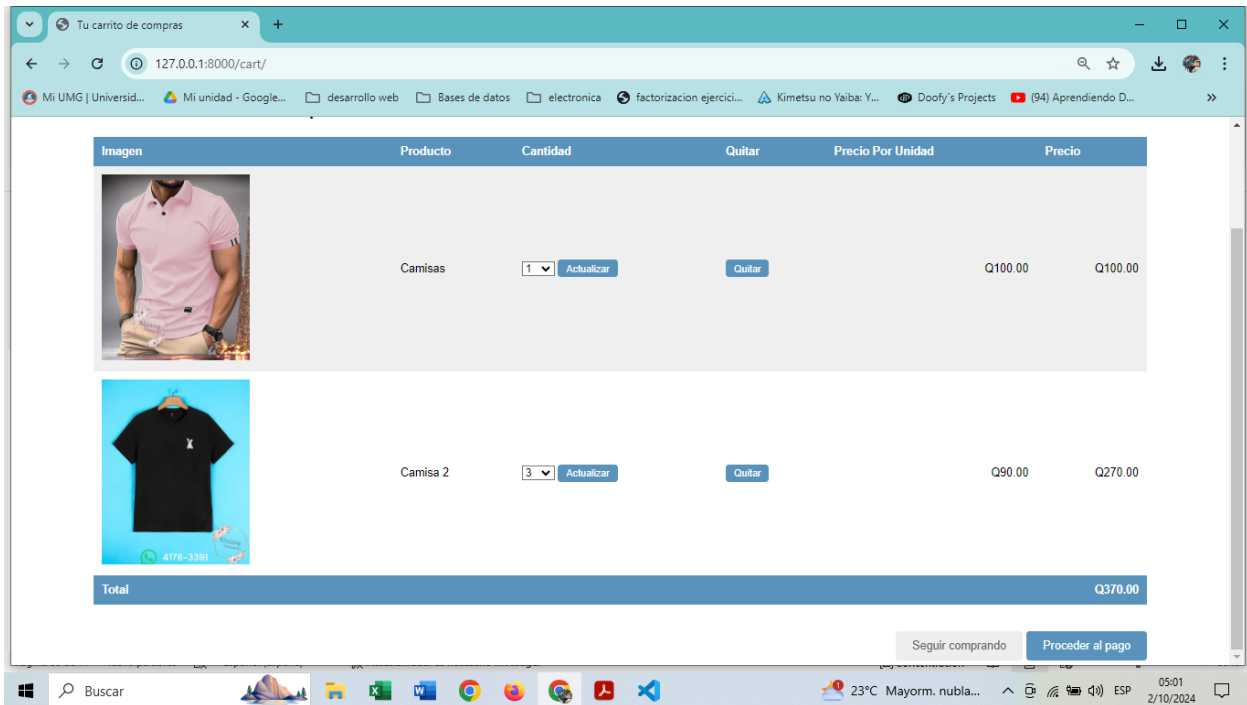 Tu carrito de compras
127.0.0.1:8000/cart/
Mi UMG | Universid... Mi unidad - Google... desarrollo web Bases de datos electronica factorizacion ejercici... Kimetsu no Yaiba: Y... Doofy´s Projects (94) Aprendiendo D...
Imagen Producto Cantidad Quitar Precio Por Unidad Precio
Camisas 1 Actualizar Quitar Q100.00 Q100.00
Camisa 2 3 Actualizar Quitar Q90.00 Q270.00
4178-3391
Total Q370.00
Seguir comprando Proceder al pago
Buscar 23°C Mayorm. nubla... ESP 05:01
2/10/2024